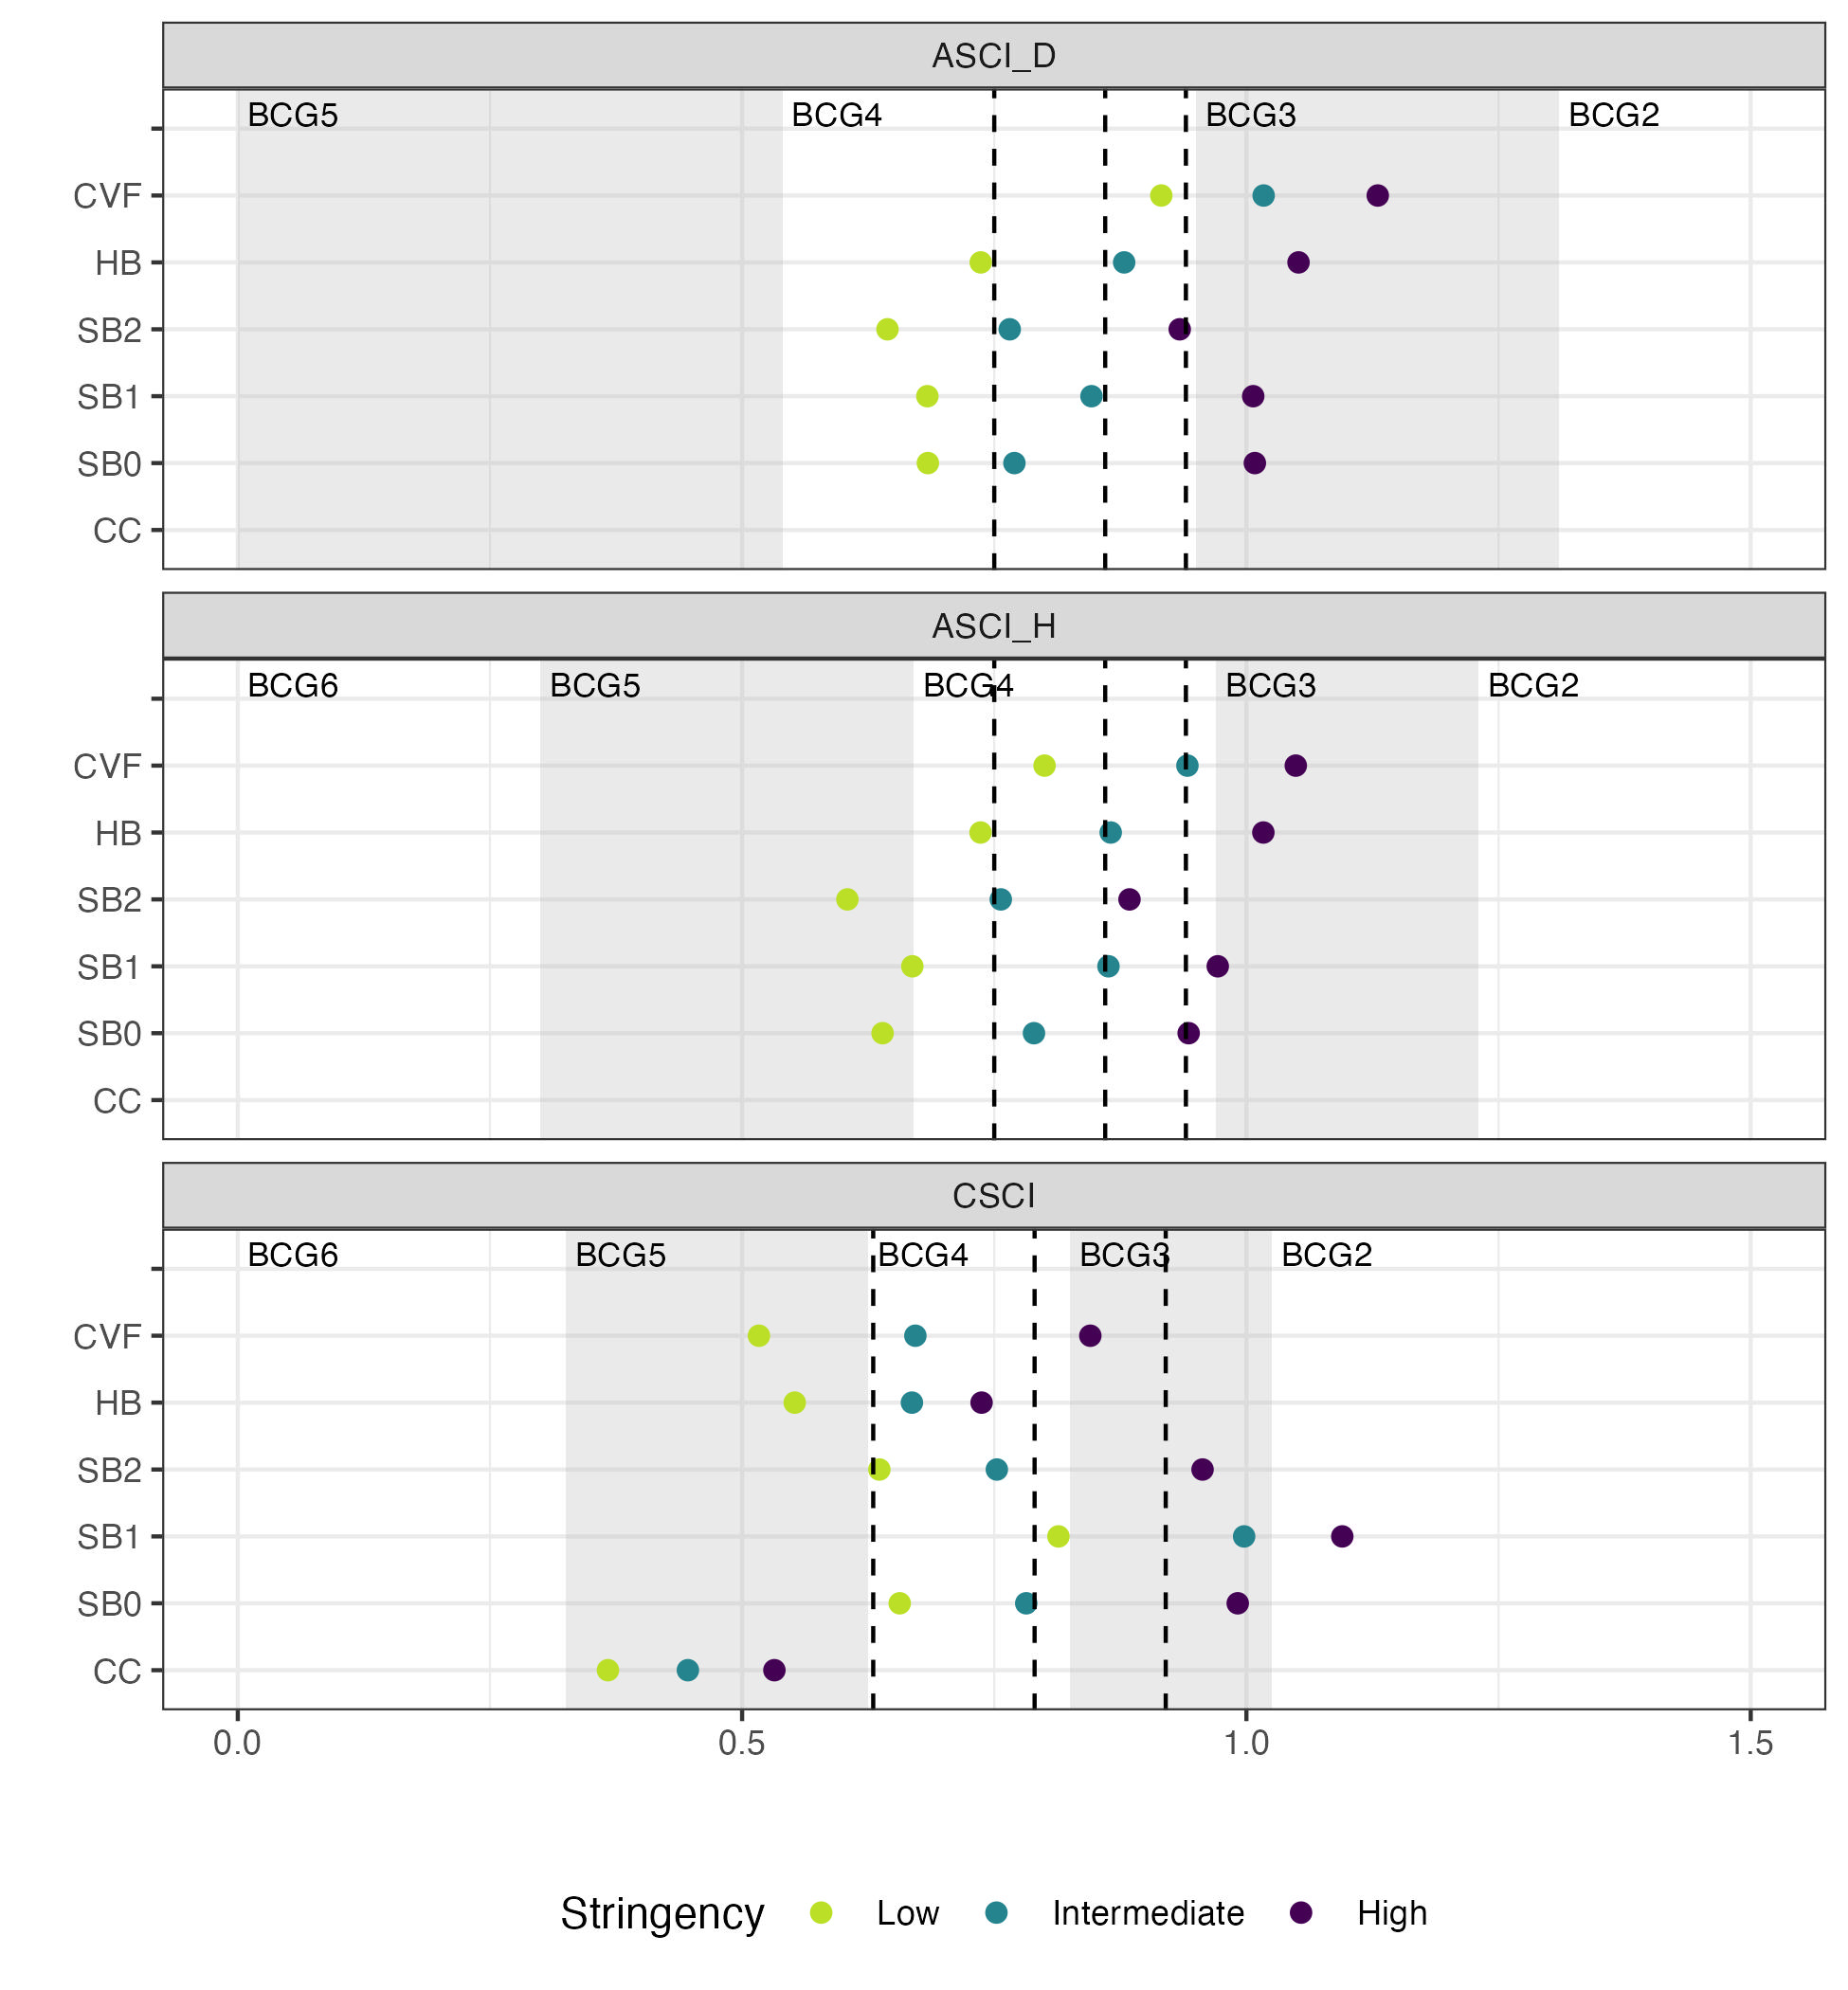 ASCI_D
BCG5 BCG4 BCG3 BCG2
CVF
HB
SB2
SB1
SB0
CC
ASCI_H
BCG6 BCG5 BCG4 BCG3 BCG2
CVF
HB
SB2
SB1
SB0
CC
CSCI
BCG6 BCG5 BCG4 BCG3 BCG2
CVF
HB
SB2
SB1
SB0
CC
0.0 0.5 1.0 1.5
Stringency Low Intermediate High